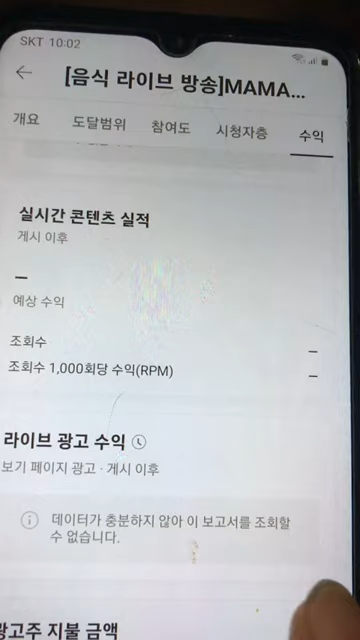 SKT 10:02
[음식 라이브 방송]MAMA...
개요 도달범위 참여도 시청자층 수익
실시간 콘텐츠 실적
게시 이후
—
예상 수익
조회수 —
조회수 1,000회당 수익(RPM) —
라이브 광고 수익
보기 페이지 광고 · 게시 이후
데이터가 충분하지 않아 이 보고서를 조회할
수 없습니다.
광고주 지불 금액